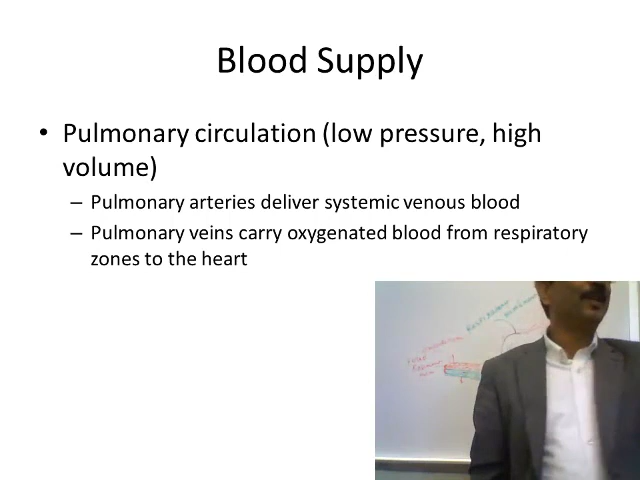 Blood Supply
• Pulmonary circulation (low pressure, high
volume)
– Pulmonary arteries deliver systemic venous blood
– Pulmonary veins carry oxygenated blood from respiratory
zones to the heart